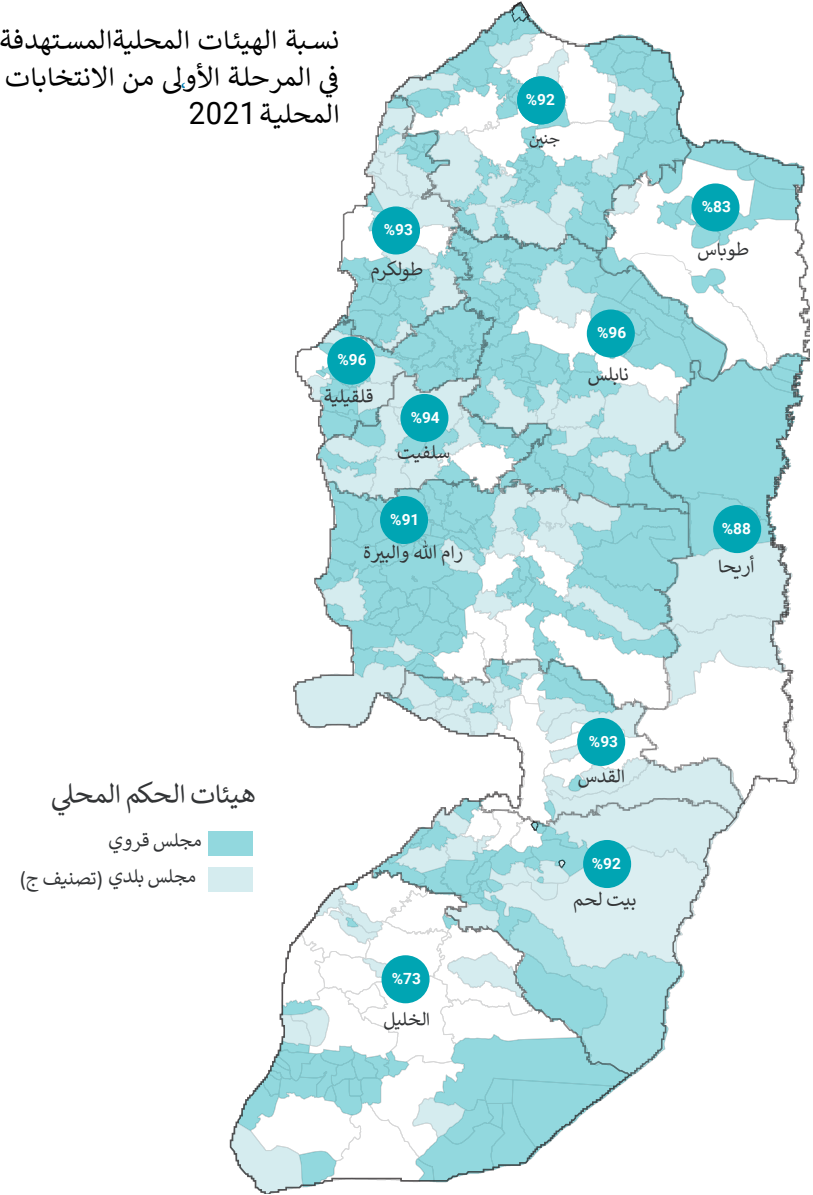 نسبة الهيئات المحليةالمستهدفة
في المرحلة الأولى من الانتخابات
المحلية 2021
%92
جنين
%83
طوباس
%93
طولكرم
%96
نابلس
%96
قلقيلية
%94
سلفيت
%91
رام الله والبيرة
%88
أريحا
%93
القدس
هيئات الحكم المحلي
مجلس قروي
مجلس بلدي (تصنيف ج)
%92
بيت لحم
%73
الخليل